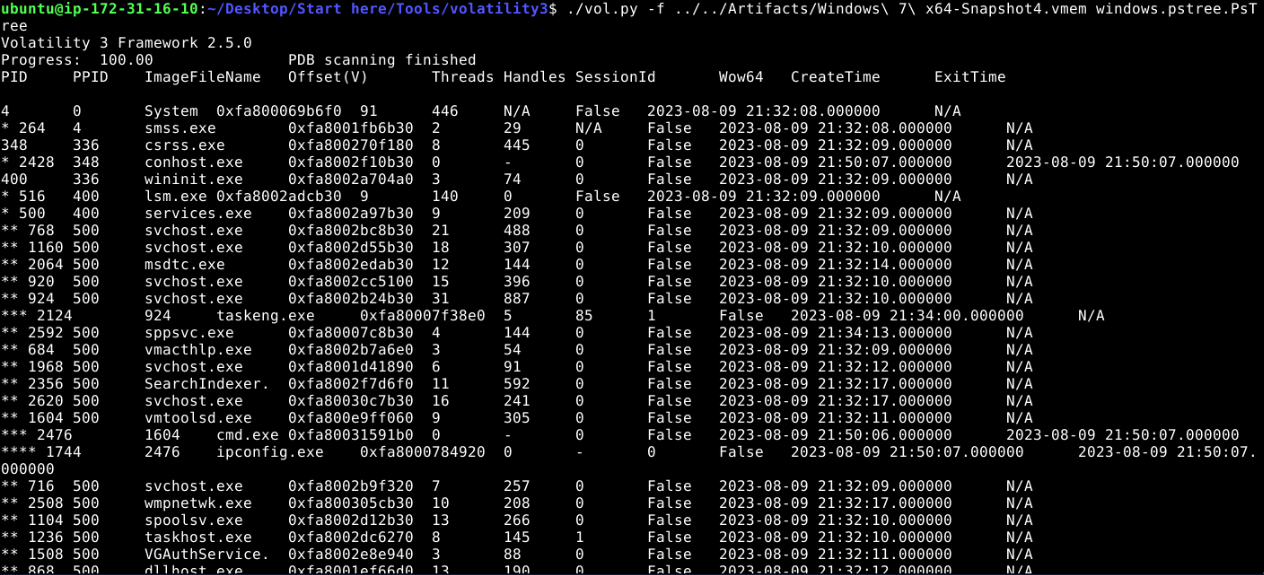 ubuntu@ip-172-31-16-10:~/Desktop/Start here/Tools/volatility3$ ./vol.py -f ../../Artifacts/Windows\ 7\ x64-Snapshot4.vmem windows.pstree.PsT
ree
Volatility 3 Framework 2.5.0
Progress:  100.00               PDB scanning finished
PID     PPID    ImageFileName   Offset(V)       Threads Handles SessionId       Wow64   CreateTime      ExitTime

4       0       System  0xfa800069b6f0  91      446     N/A     False   2023-08-09 21:32:08.000000      N/A
* 264   4       smss.exe        0xfa8001fb6b30  2       29      N/A     False   2023-08-09 21:32:08.000000      N/A
348     336     csrss.exe       0xfa800270f180  8       445     0       False   2023-08-09 21:32:09.000000      N/A
* 2428  348     conhost.exe     0xfa8002f10b30  0       -       0       False   2023-08-09 21:50:07.000000      2023-08-09 21:50:07.000000
400     336     wininit.exe     0xfa8002a704a0  3       74      0       False   2023-08-09 21:32:09.000000      N/A
* 516   400     lsm.exe 0xfa8002adcb30  9       140     0       False   2023-08-09 21:32:09.000000      N/A
* 500   400     services.exe    0xfa8002a97b30  9       209     0       False   2023-08-09 21:32:09.000000      N/A
** 768  500     svchost.exe     0xfa8002bc8b30  21      488     0       False   2023-08-09 21:32:09.000000      N/A
** 1160 500     svchost.exe     0xfa8002d55b30  18      307     0       False   2023-08-09 21:32:10.000000      N/A
** 2064 500     msdtc.exe       0xfa8002edab30  12      144     0       False   2023-08-09 21:32:14.000000      N/A
** 920  500     svchost.exe     0xfa8002cc5100  15      396     0       False   2023-08-09 21:32:10.000000      N/A
** 924  500     svchost.exe     0xfa8002b24b30  31      887     0       False   2023-08-09 21:32:10.000000      N/A
*** 2124        924     taskeng.exe     0xfa80007f38e0  5       85      1       False   2023-08-09 21:34:00.000000      N/A
** 2592 500     sppsvc.exe      0xfa80007c8b30  4       144     0       False   2023-08-09 21:34:13.000000      N/A
** 684  500     vmacthlp.exe    0xfa8002b7a6e0  3       54      0       False   2023-08-09 21:32:09.000000      N/A
** 1968 500     svchost.exe     0xfa8001d41890  6       91      0       False   2023-08-09 21:32:12.000000      N/A
** 2356 500     SearchIndexer.  0xfa8002f7d6f0  11      592     0       False   2023-08-09 21:32:17.000000      N/A
** 2620 500     svchost.exe     0xfa80030c7b30  16      241     0       False   2023-08-09 21:32:17.000000      N/A
** 1604 500     vmtoolsd.exe    0xfa800e9ff060  9       305     0       False   2023-08-09 21:32:11.000000      N/A
*** 2476        1604    cmd.exe 0xfa80031591b0  0       -       0       False   2023-08-09 21:50:06.000000      2023-08-09 21:50:07.000000
**** 1744       2476    ipconfig.exe    0xfa8000784920  0       -       0       False   2023-08-09 21:50:07.000000      2023-08-09 21:50:07.
000000
** 716  500     svchost.exe     0xfa8002b9f320  7       257     0       False   2023-08-09 21:32:09.000000      N/A
** 2508 500     wmpnetwk.exe    0xfa800305cb30  10      208     0       False   2023-08-09 21:32:17.000000      N/A
** 1104 500     spoolsv.exe     0xfa8002d12b30  13      266     0       False   2023-08-09 21:32:10.000000      N/A
** 1236 500     taskhost.exe    0xfa8002dc6270  8       145     1       False   2023-08-09 21:32:10.000000      N/A
** 1508 500     VGAuthService.  0xfa8002e8e940  3       88      0       False   2023-08-09 21:32:11.000000      N/A
** 868  500     dllhost.exe     0xfa8001ef66d0  13      190     0       False   2023-08-09 21:32:12.000000      N/A